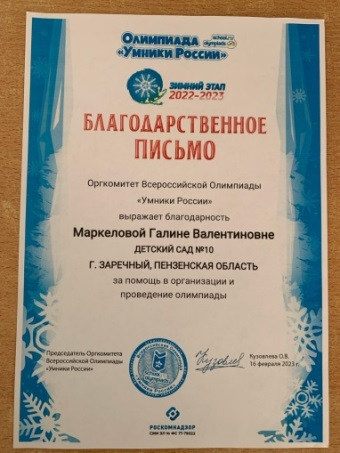 Олимпиада
«Умники России»
ЗИМНИЙ ЭТАП
2022-2023
БЛАГОДАРСТВЕННОЕ
ПИСЬМО
Оргкомитет Всероссийской Олимпиады
«Умники России»
выражает благодарность
Маркеловой Галине Валентиновне
ДЕТСКИЙ САД №10
Г. ЗАРЕЧНЫЙ, ПЕНЗЕНСКАЯ ОБЛАСТЬ
за помощь в организации и
проведение олимпиады
Председатель Оргкомитета
Всероссийской Олимпиады
«Умники России»
Кузовлева О.В.
16 февраля 2023 г.
РОСКОМНАДЗОР